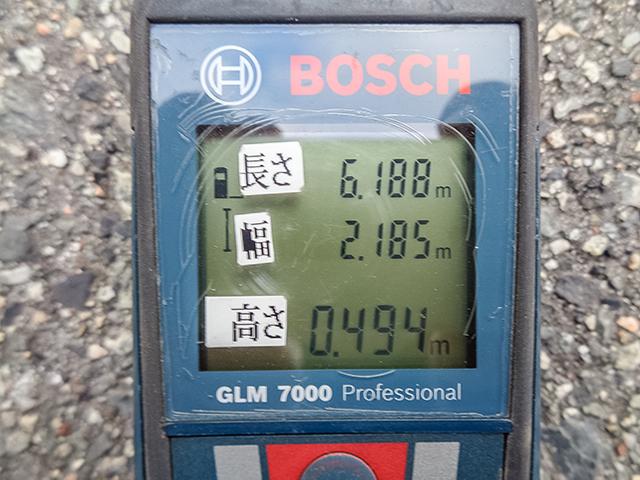 BOSCH
長さ 6.188m
幅 2.185m
高さ 0.494m
GLM 7000 Professional